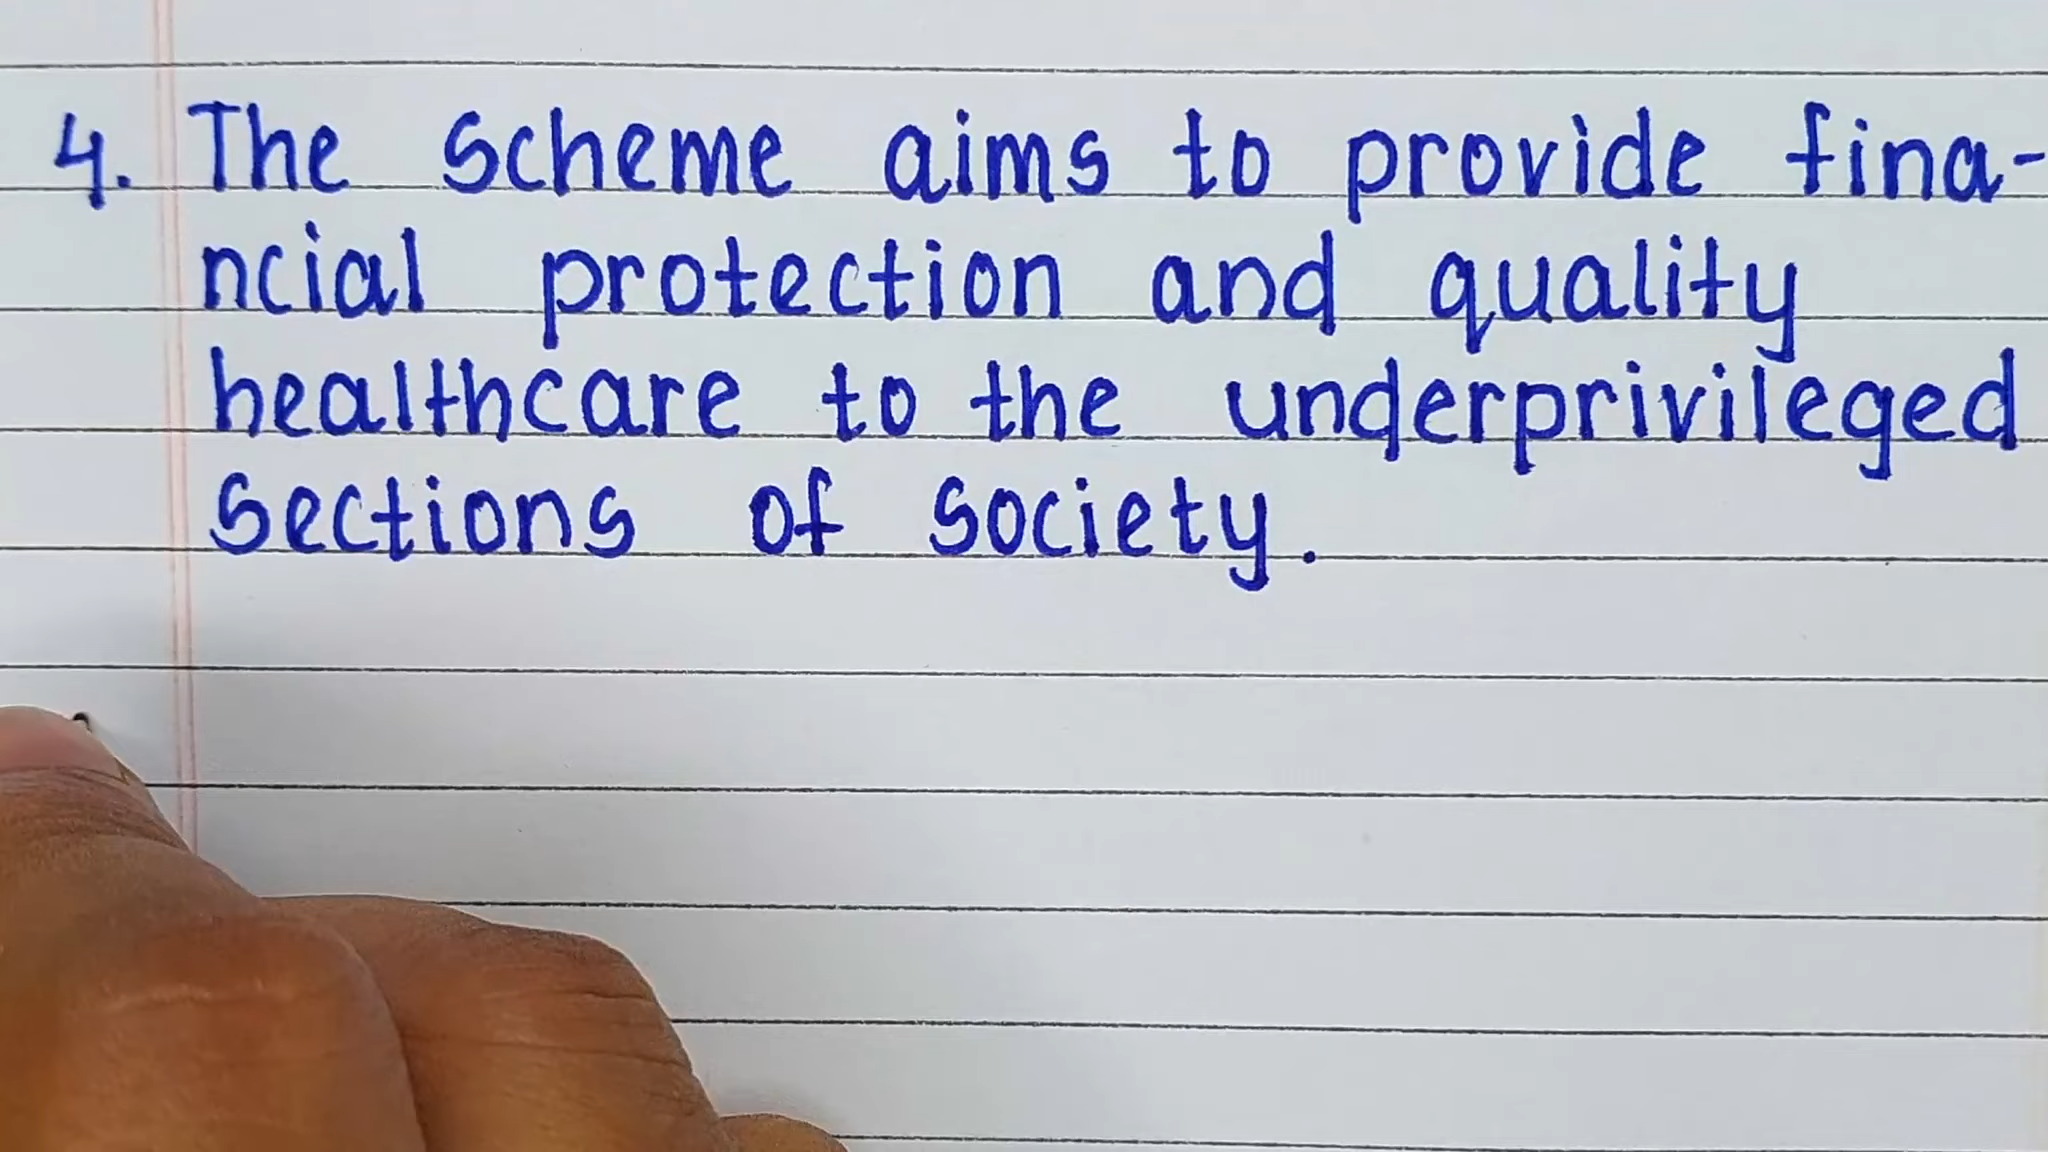 4. The scheme aims to provide fina-
ncial protection and quality
healthcare to the underprivileged
sections of society.